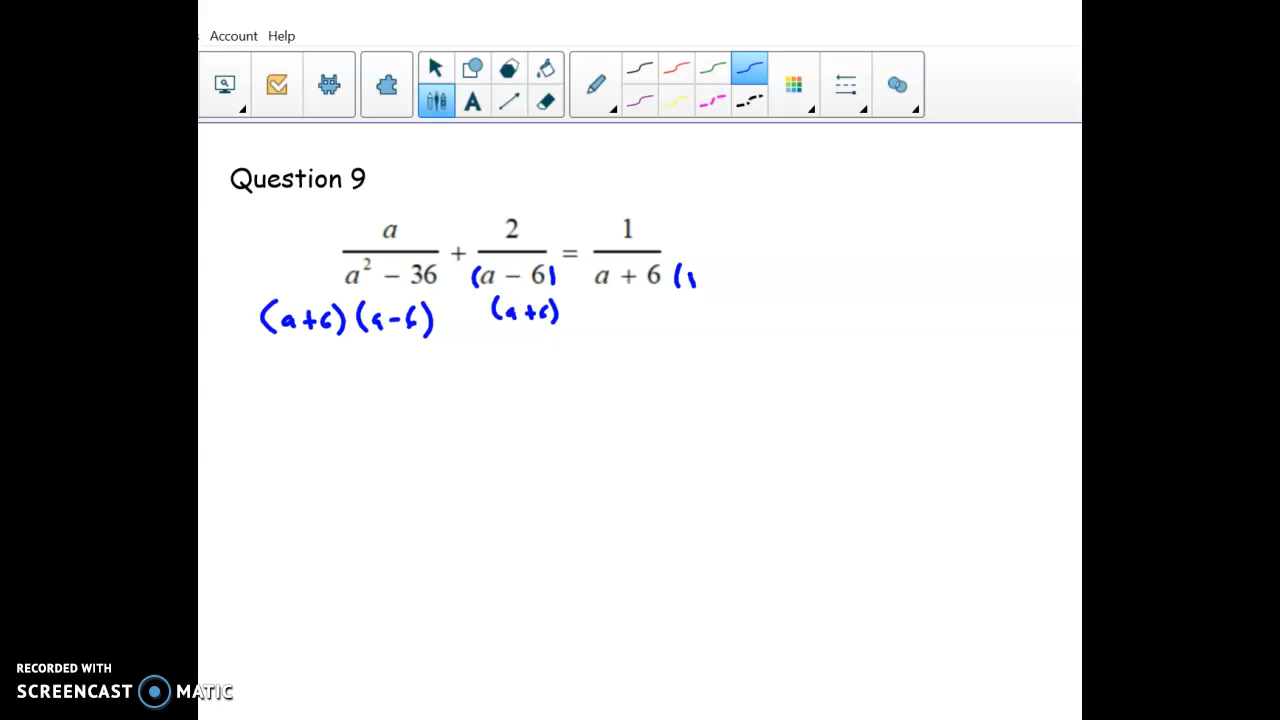 Account Help
Question 9
a/(a² − 36) + 2/(a − 6) = 1/(a + 6) (
(a+6)(a-6) (a+6)
RECORDED WITH
SCREENCAST MATIC